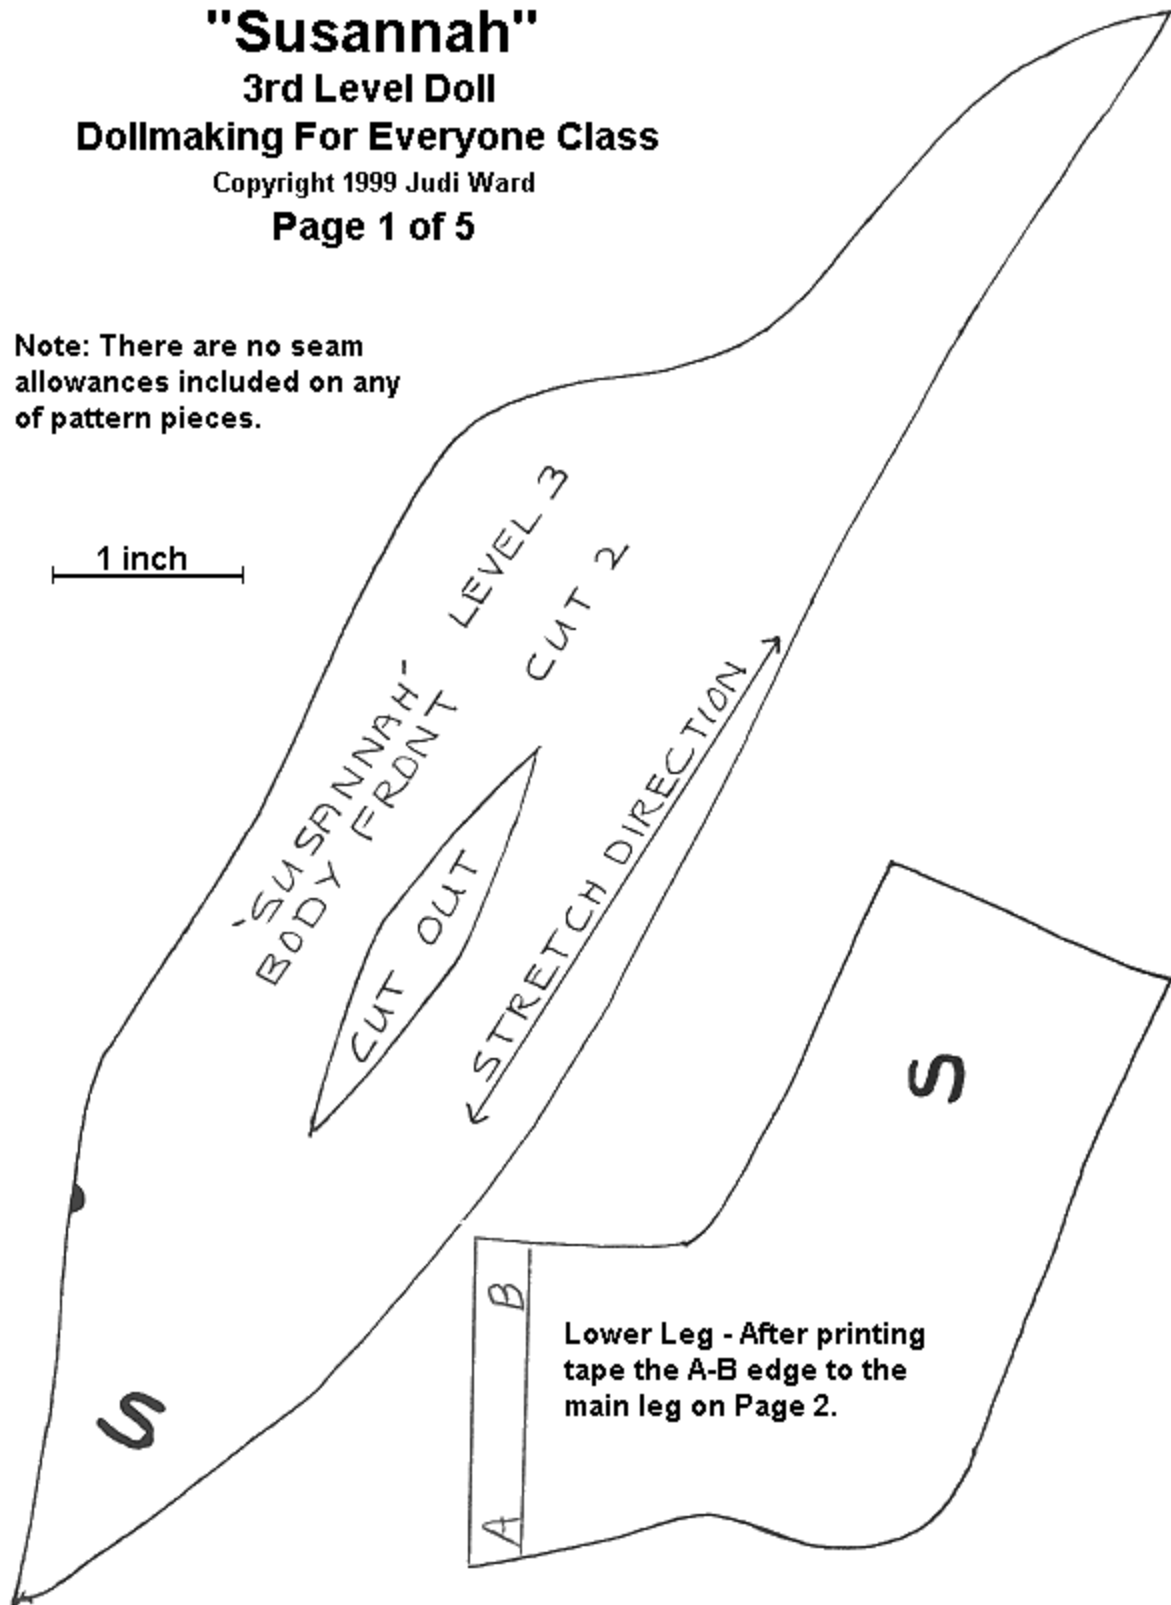 "Susannah"
3rd Level Doll
Dollmaking For Everyone Class
Copyright 1999 Judi Ward
Page 1 of 5
Note: There are no seam
allowances included on any
of pattern pieces.
1 inch
"SUSANNAH" LEVEL 3
BODY FRONT CUT 2
CUT OUT
STRETCH DIRECTION
S
S
B
A
Lower Leg - After printing
tape the A-B edge to the
main leg on Page 2.